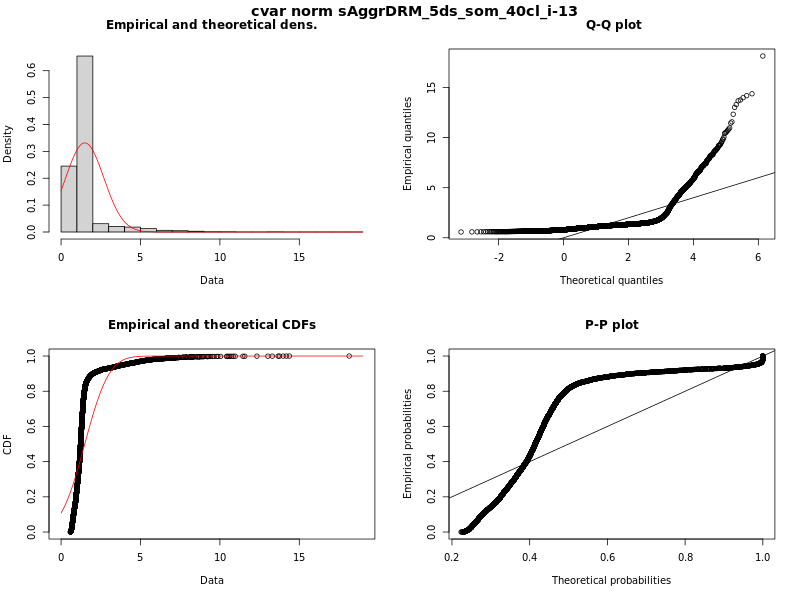 cvar norm sAggrDRM_5ds_som_40cl_i-13
Empirical and theoretical dens.
Density
0.0 0.1 0.2 0.3 0.4 0.5 0.6
0 5 10 15
Data
Q-Q plot
Empirical quantiles
0 5 10 15
-2 0 2 4 6
Theoretical quantiles
Empirical and theoretical CDFs
CDF
0.0 0.2 0.4 0.6 0.8 1.0
0 5 10 15
Data
P-P plot
Empirical probabilities
0.0 0.2 0.4 0.6 0.8 1.0
0.2 0.4 0.6 0.8 1.0
Theoretical probabilities